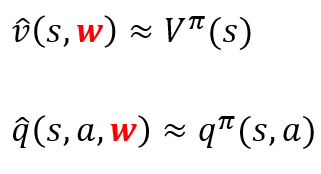 v̂(s, w) ≈ V^π(s)
q̂(s, a, w) ≈ q^π(s, a)